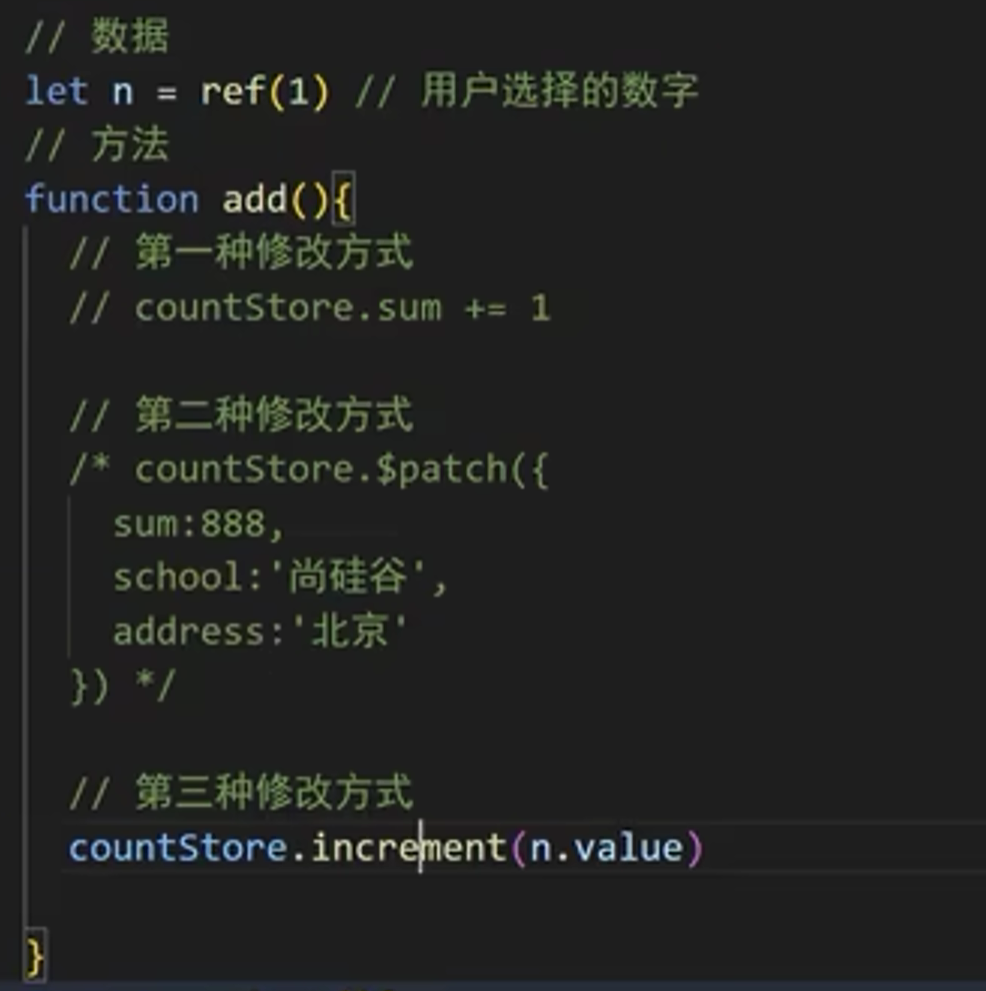 // 数据
let n = ref(1) // 用户选择的数字
// 方法
function add(){
// 第一种修改方式
// countStore.sum += 1
// 第二种修改方式
/* countStore.$patch({
sum:888,
school:'尚硅谷',
address:'北京'
}) */
// 第三种修改方式
countStore.increment(n.value)
}